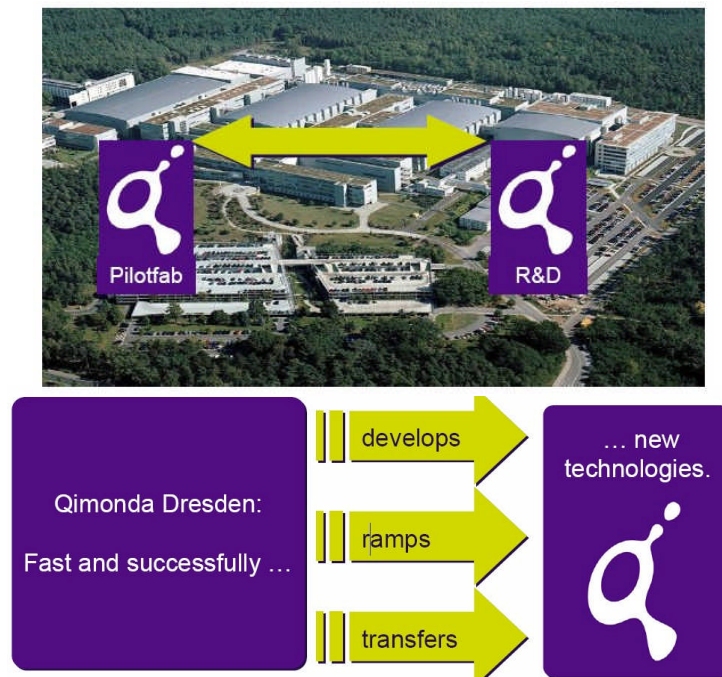 Pilotfab
R&D
Qimonda Dresden:
Fast and successfully …
develops
ramps
transfers
… new
technologies.